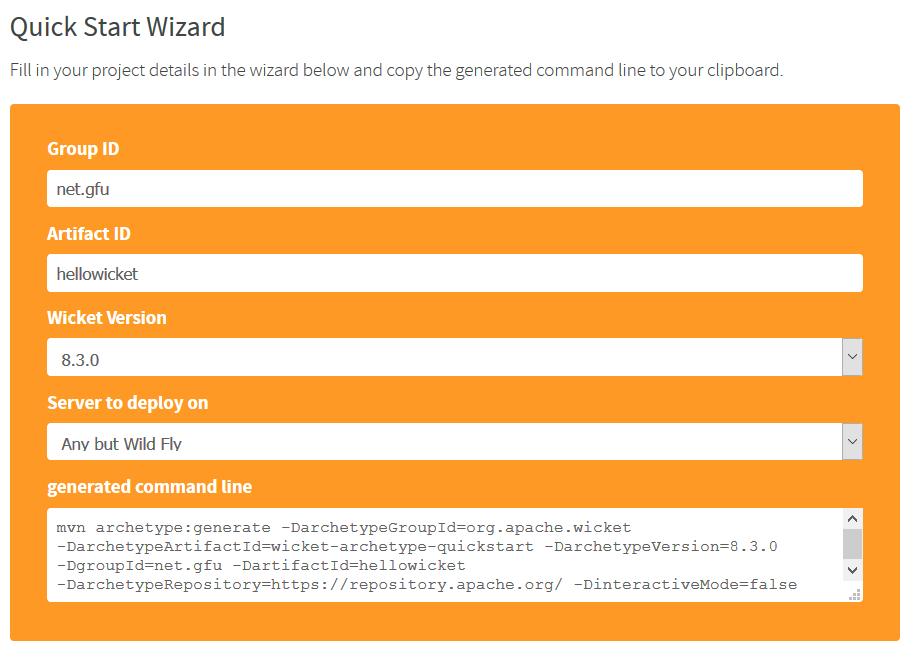 Quick Start Wizard
Fill in your project details in the wizard below and copy the generated command line to your clipboard.
Group ID
net.gfu
Artifact ID
hellowicket
Wicket Version
8.3.0
Server to deploy on
Any but Wild Fly
generated command line
mvn archetype:generate -DarchetypeGroupId=org.apache.wicket
-DarchetypeArtifactId=wicket-archetype-quickstart -DarchetypeVersion=8.3.0
-DgroupId=net.gfu -DartifactId=hellowicket
-DarchetypeRepository=https://repository.apache.org/ -DinteractiveMode=false